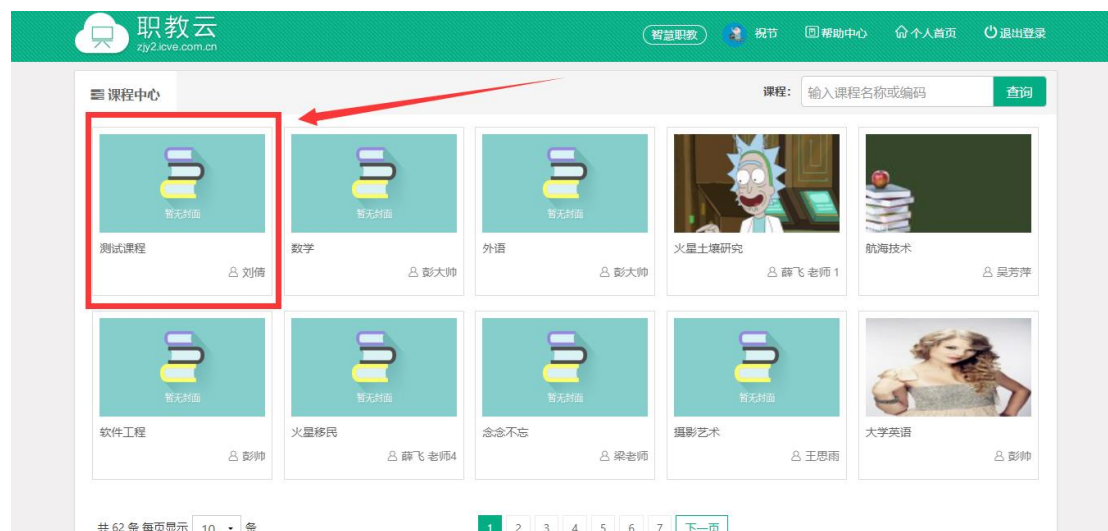 职教云
zjy2.icve.com.cn
智慧职教 祝节 帮助中心 个人首页 退出登录
课程中心 课程： 输入课程名称或编码 查询
暂无封面 暂无封面 暂无封面
测试课程 数学 外语 火星土壤研究 航海技术
刘倩 彭大帅 彭大帅 薛飞 老师 1 吴芳萍
暂无封面 暂无封面 暂无封面 暂无封面
软件工程 火星移民 念念不忘 摄影艺术 大学英语
彭帅 薛飞 老师4 梁老师 王思雨 彭帅
共 62 条 每页显示 10 条 1 2 3 4 5 6 7 下一页